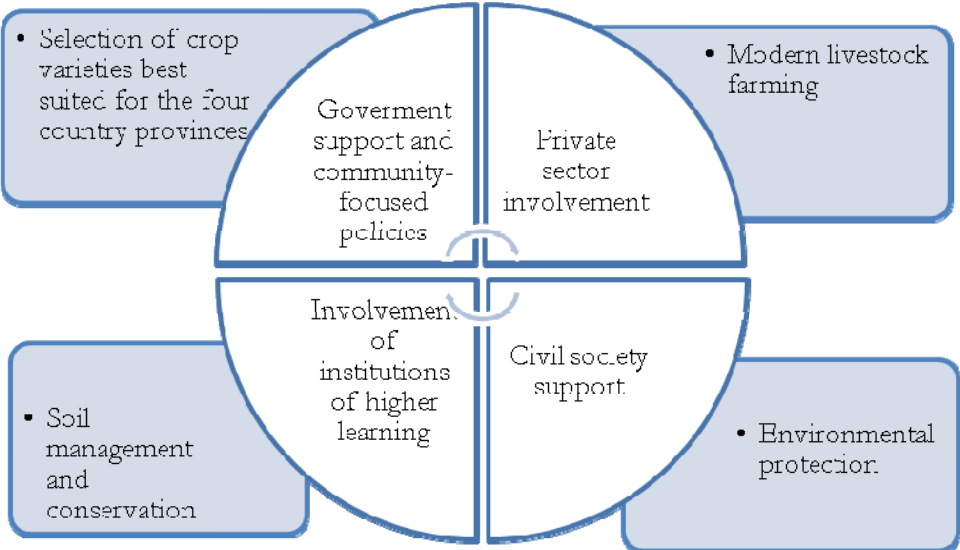 • Selection of crop
varieties best
suited for the four
country provinces
Goverment
support and
community-
focused
policies
Private
sector
involvement
• Modern livestock
farming
• Soil
management
and
conservation
Involvement
of
institutions
of higher
learning
Civil society
support
• Environmental
protection